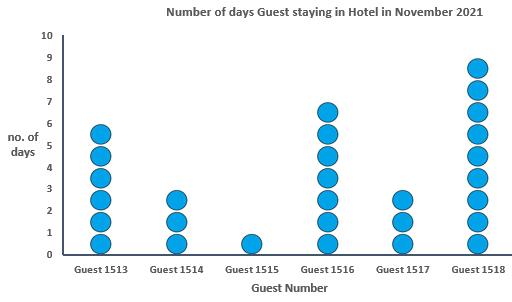 Number of days Guest staying in Hotel in November 2021
10
9
8
7
6
5
4
3
2
1
0
no. of
days
Guest 1513 Guest 1514 Guest 1515 Guest 1516 Guest 1517 Guest 1518
Guest Number